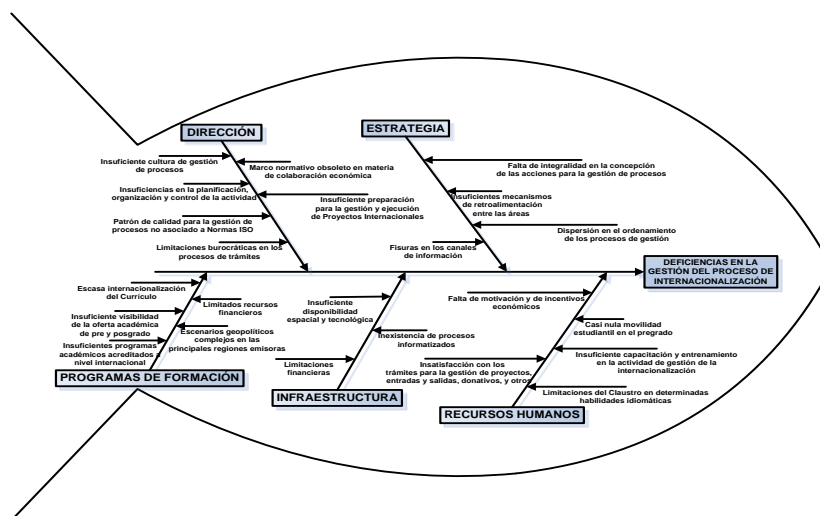 DIRECCIÓN
Insuficiente cultura de gestión
de procesos
Marco normativo obsoleto en materia
de colaboración económica
Insuficiencias en la planificación,
organización y control de la actividad
Insuficiente preparación
para la gestión y ejecución
de Proyectos Internacionales
Patrón de calidad para la gestión de
procesos no asociado a Normas ISO
Limitaciones burocráticas en los
procesos de trámites
ESTRATEGIA
Falta de integralidad en la concepción
de las acciones para la gestión de procesos
Insuficientes mecanismos
de retroalimentación
entre las áreas
Dispersión en el ordenamiento
de los procesos de gestión
Fisuras en los canales
de información
DEFICIENCIAS EN LA
GESTIÓN DEL PROCESO DE
INTERNACIONALIZACIÓN
Escasa internacionalización
del Currículo
Limitados recursos
financieros
Insuficiente visibilidad
de la oferta académica
de pre y posgrado
Escenarios geopolíticos
complejos en las
principales regiones emisoras
Insuficientes programas
académicos acreditados a
nivel internacional
PROGRAMAS DE FORMACIÓN
Insuficiente
disponibilidad
espacial y tecnológica
Inexistencia de procesos
informatizados
Limitaciones
financieras
INFRAESTRUCTURA
Falta de motivación y de incentivos
económicos
Casi nula movilidad
estudiantil en el pregrado
Insatisfacción con los
trámites para la gestión de proyectos,
entradas y salidas, donativos, y otros
Insuficiente capacitación y entrenamiento
en la actividad de gestión de la
internacionalización
Limitaciones del Claustro en determinadas
habilidades idiomáticas
RECURSOS HUMANOS